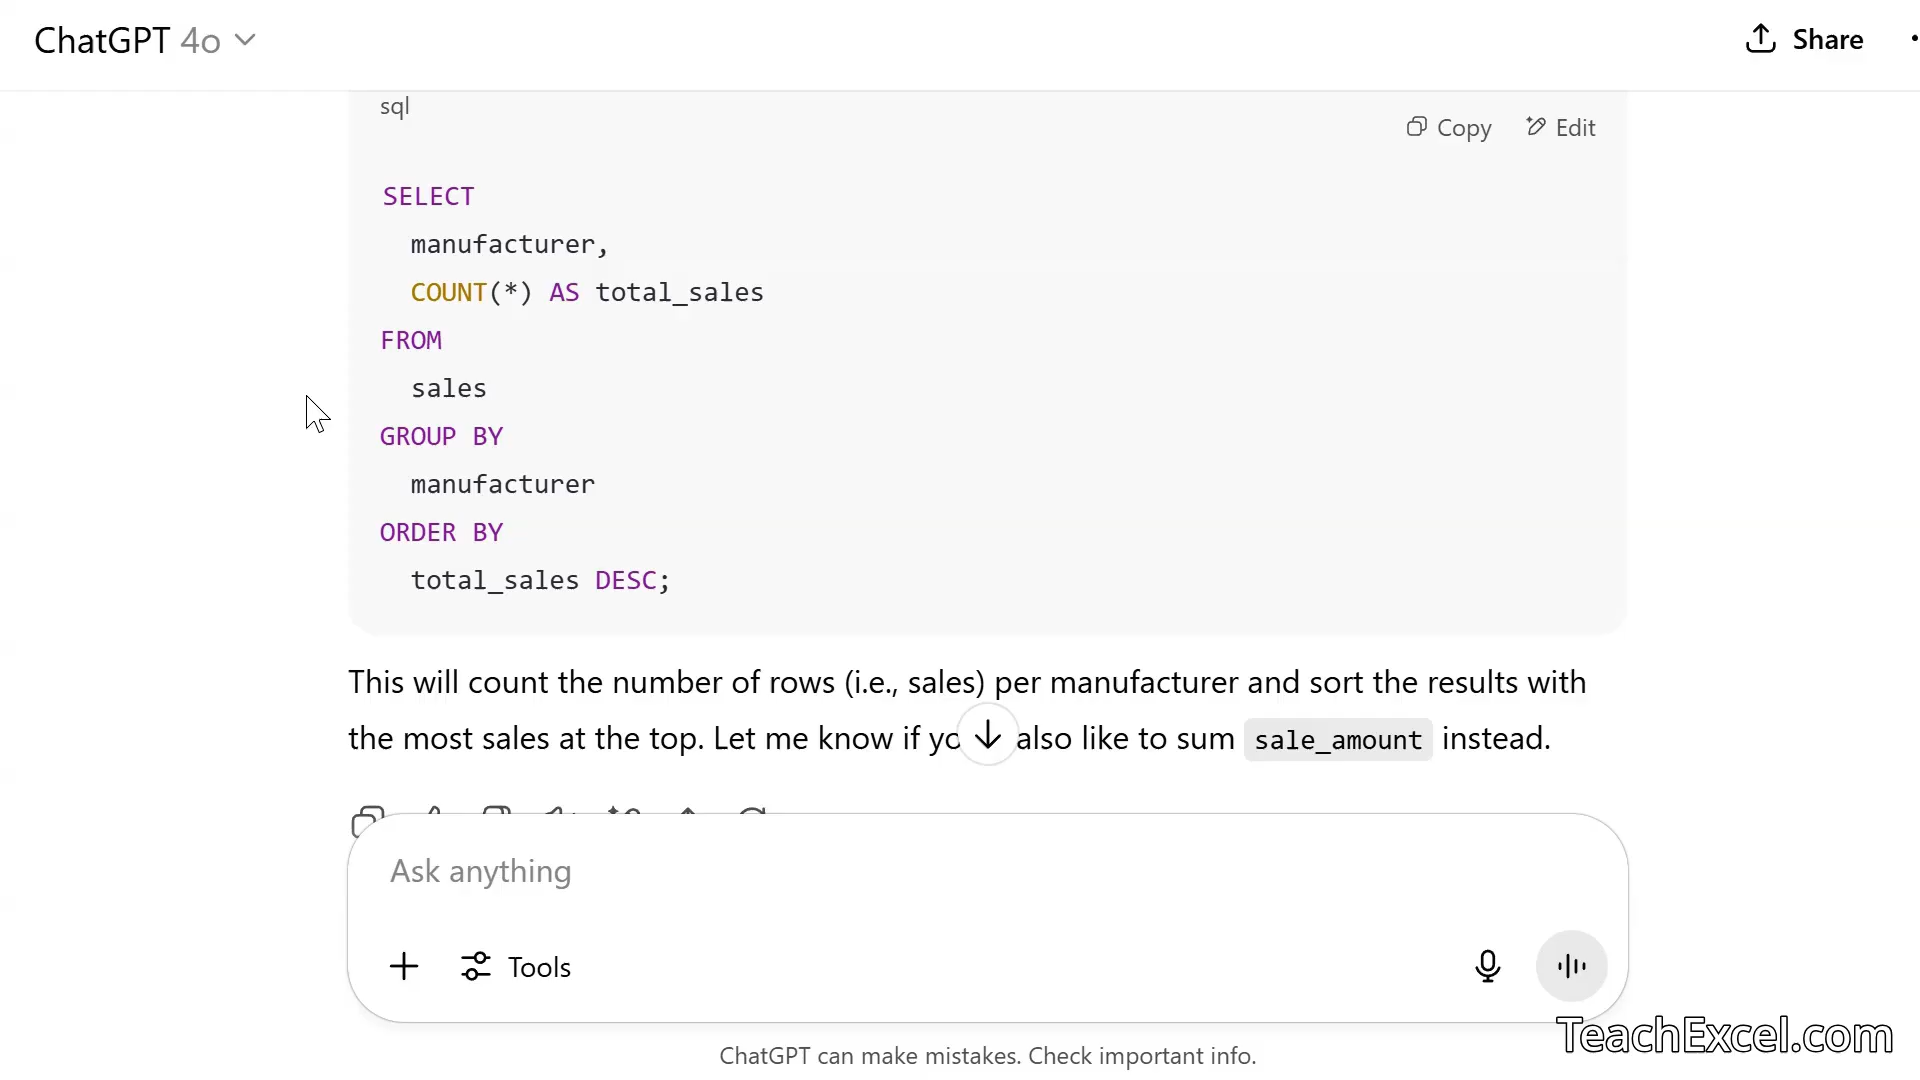 ChatGPT 4o
Share
sql
Copy
Edit
SELECT
manufacturer,
COUNT(*) AS total_sales
FROM
sales
GROUP BY
manufacturer
ORDER BY
total_sales DESC;
This will count the number of rows (i.e., sales) per manufacturer and sort the results with
the most sales at the top. Let me know if also like to sum sale_amount instead.
Ask anything
Tools
ChatGPT can make mistakes. Check important info.
TeachExcel.com